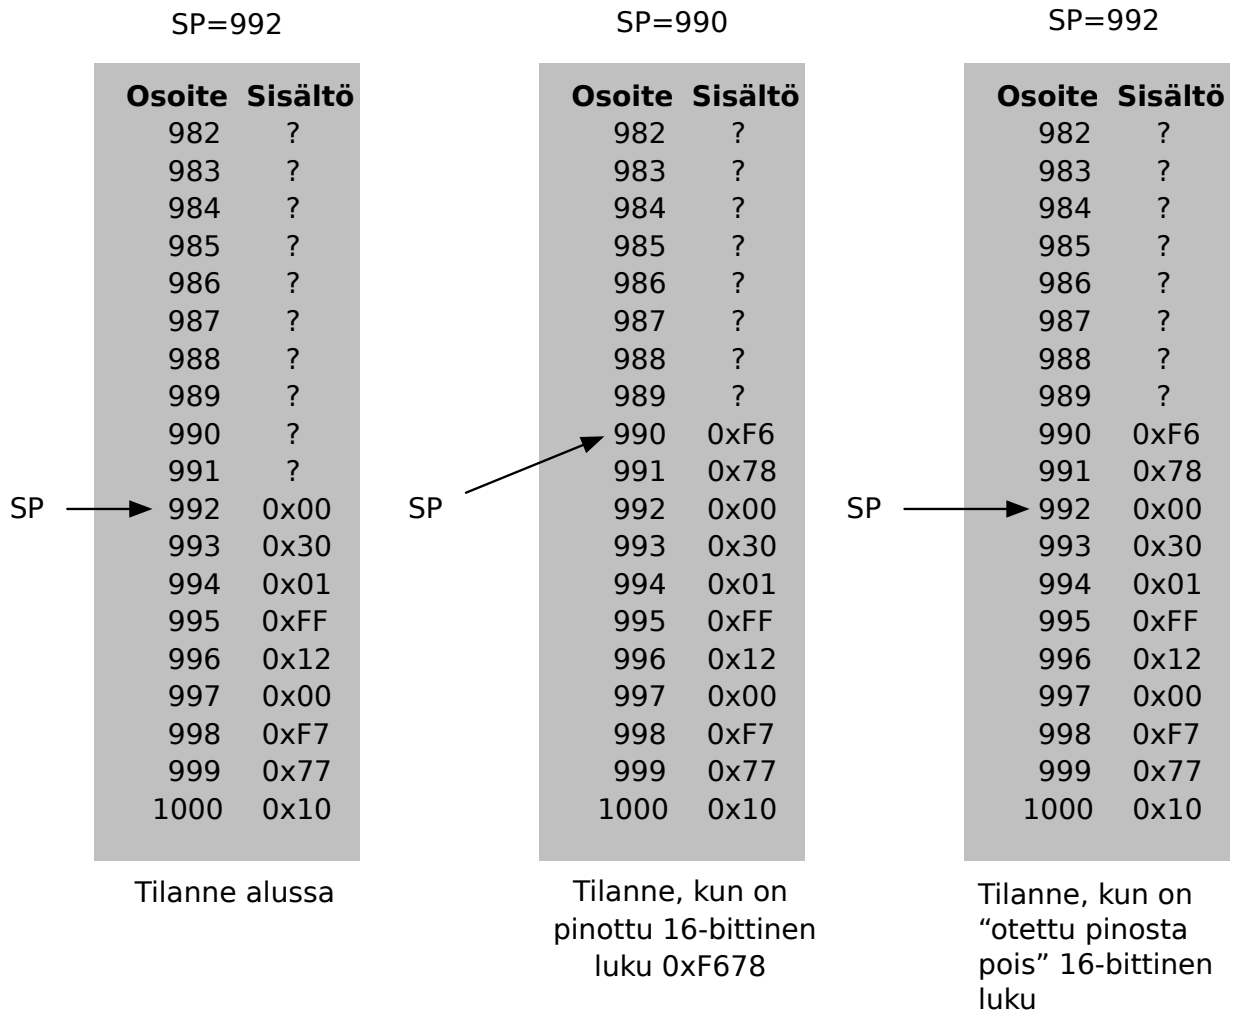 SP=992
Osoite Sisältö
982 ?
983 ?
984 ?
985 ?
986 ?
987 ?
988 ?
989 ?
990 ?
991 ?
SP
992 0x00
993 0x30
994 0x01
995 0xFF
996 0x12
997 0x00
998 0xF7
999 0x77
1000 0x10
Tilanne alussa
SP=990
Osoite Sisältö
982 ?
983 ?
984 ?
985 ?
986 ?
987 ?
988 ?
989 ?
990 0xF6
991 0x78
SP
992 0x00
993 0x30
994 0x01
995 0xFF
996 0x12
997 0x00
998 0xF7
999 0x77
1000 0x10
Tilanne, kun on
pinottu 16-bittinen
luku 0xF678
SP=992
Osoite Sisältö
982 ?
983 ?
984 ?
985 ?
986 ?
987 ?
988 ?
989 ?
990 0xF6
991 0x78
SP
992 0x00
993 0x30
994 0x01
995 0xFF
996 0x12
997 0x00
998 0xF7
999 0x77
1000 0x10
Tilanne, kun on
“otettu pinosta
pois” 16-bittinen
luku